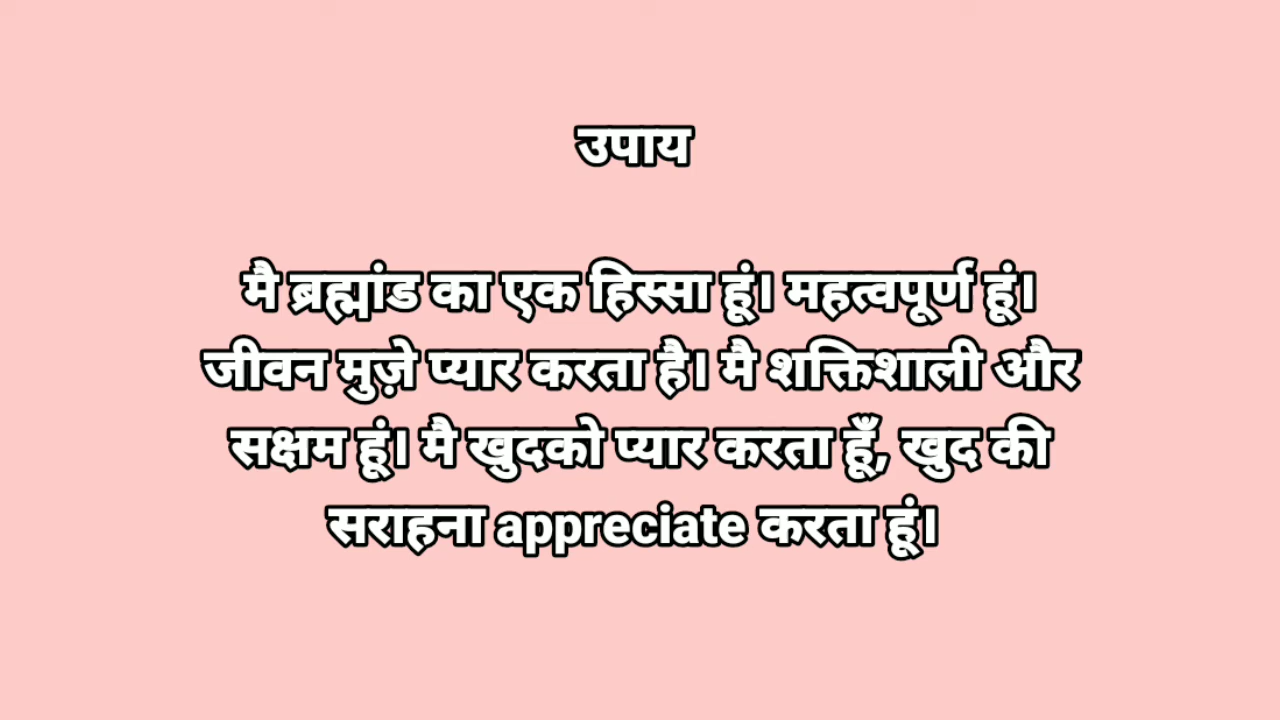 उपाय
मै ब्रह्मांड का एक हिस्सा हूं। महत्वपूर्ण हूं।
जीवन मुज़े प्यार करता है। मै शक्तिशाली और
सक्षम हूं। मै खुदको प्यार करता हूँ, खुद की
सराहना appreciate करता हूं।